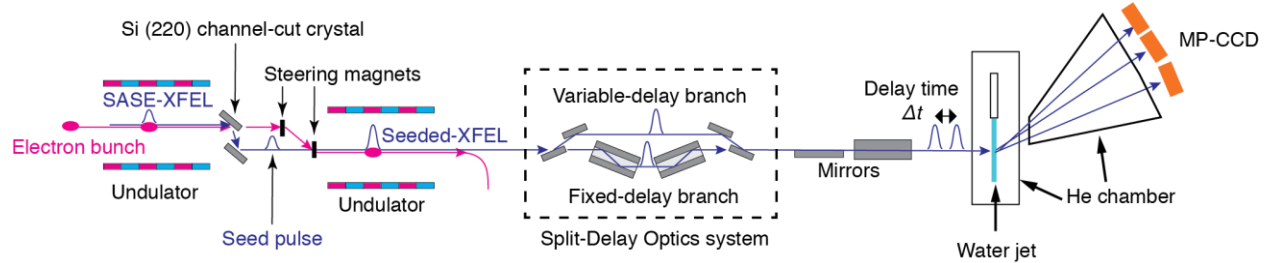 Si (220) channel-cut crystal
Steering magnets
SASE-XFEL
Electron bunch
Undulator
Seed pulse
Seeded-XFEL
Undulator
Variable-delay branch
Fixed-delay branch
Split-Delay Optics system
Mirrors
Delay time
Δt
Water jet
He chamber
MP-CCD